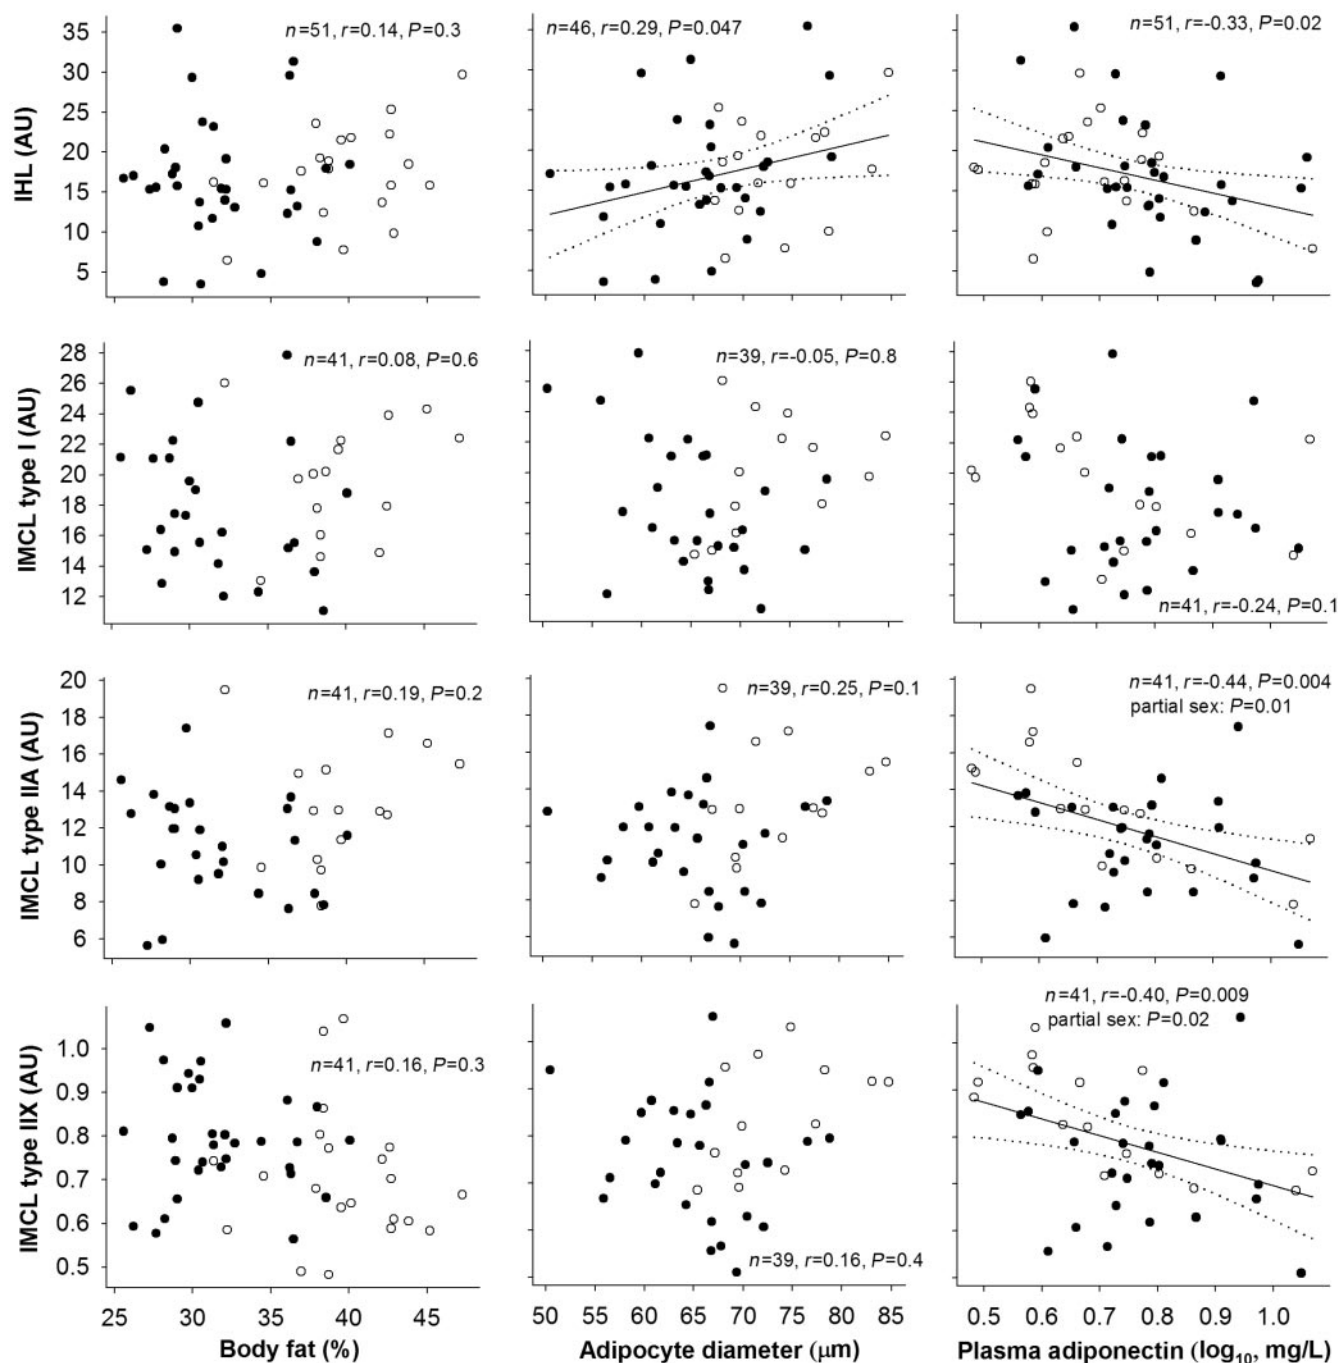 n=51, r=0.14, P=0.3
n=46, r=0.29, P=0.047
n=51, r=-0.33, P=0.02
IHL (AU)
35
30
25
20
15
10
5
n=41, r=0.08, P=0.6
n=39, r=-0.05, P=0.8
n=41, r=-0.24, P=0.1
IMCL type I (AU)
28
26
24
22
20
18
16
14
12
n=41, r=0.19, P=0.2
n=39, r=0.25, P=0.1
n=41, r=-0.44, P=0.004
partial sex: P=0.01
IMCL type IIA (AU)
20
18
16
14
12
10
8
6
n=41, r=0.16, P=0.3
n=39, r=0.16, P=0.4
n=41, r=-0.40, P=0.009
partial sex: P=0.02
IMCL type IIX (AU)
1.0
0.9
0.8
0.7
0.6
0.5
25 30 35 40 45
50 55 60 65 70 75 80 85
0.5 0.6 0.7 0.8 0.9 1.0
Body fat (%)
Adipocyte diameter (μm)
Plasma adiponectin (log10, mg/L)